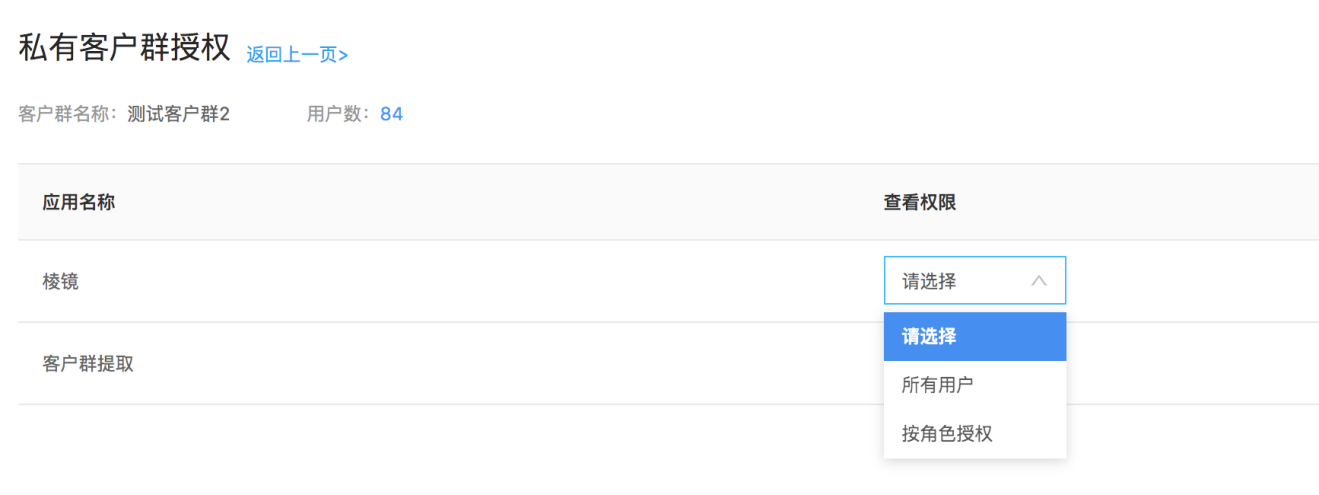 私有客户群授权 返回上一页>
客户群名称：测试客户群2 用户数：84
应用名称 查看权限
棱镜 请选择
请选择
客户群提取
所有用户
按角色授权